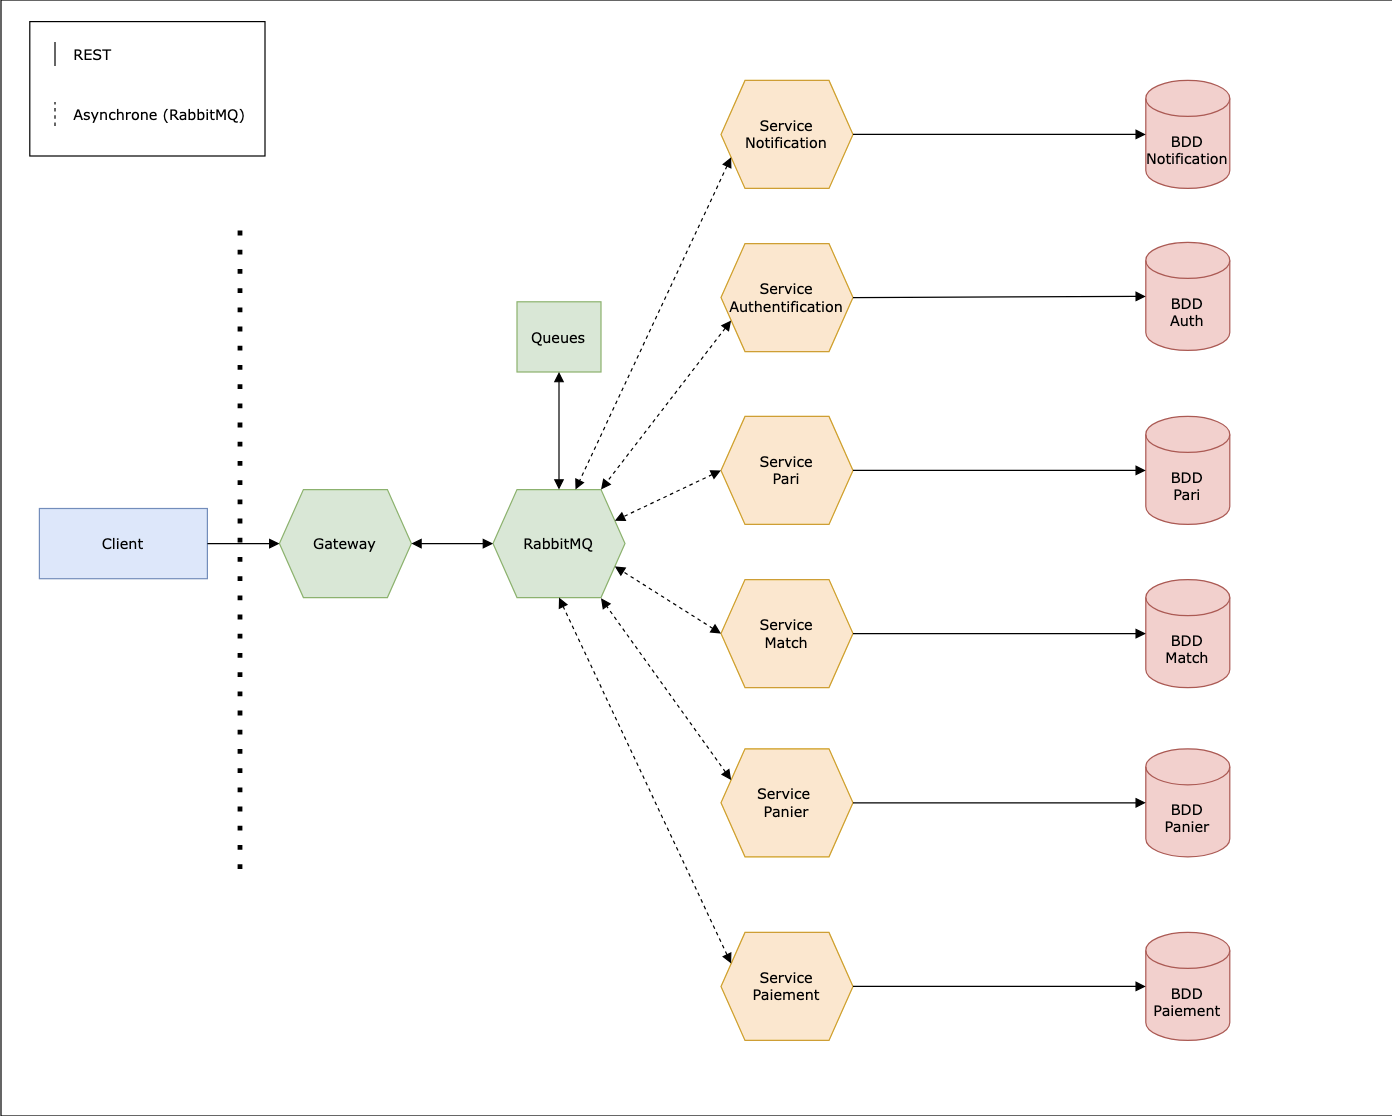 REST
Asynchrone (RabbitMQ)
Service
Notification
BDD
Notification
Service
Authentification
BDD
Auth
Queues
Service
Pari
BDD
Pari
Client
Gateway
RabbitMQ
Service
Match
BDD
Match
Service
Panier
BDD
Panier
Service
Paiement
BDD
Paiement